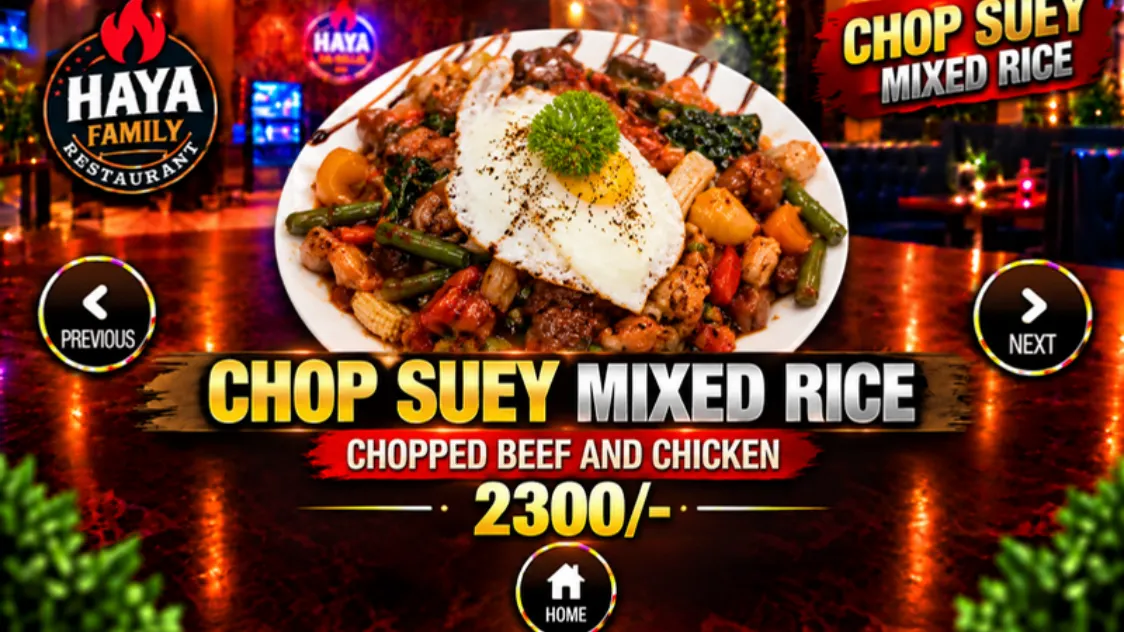 HAYA
FAMILY
RESTAURANT
HAYA
CHOP SUEY
MIXED RICE
PREVIOUS
NEXT
CHOP SUEY MIXED RICE
CHOPPED BEEF AND CHICKEN
2300/-
HOME